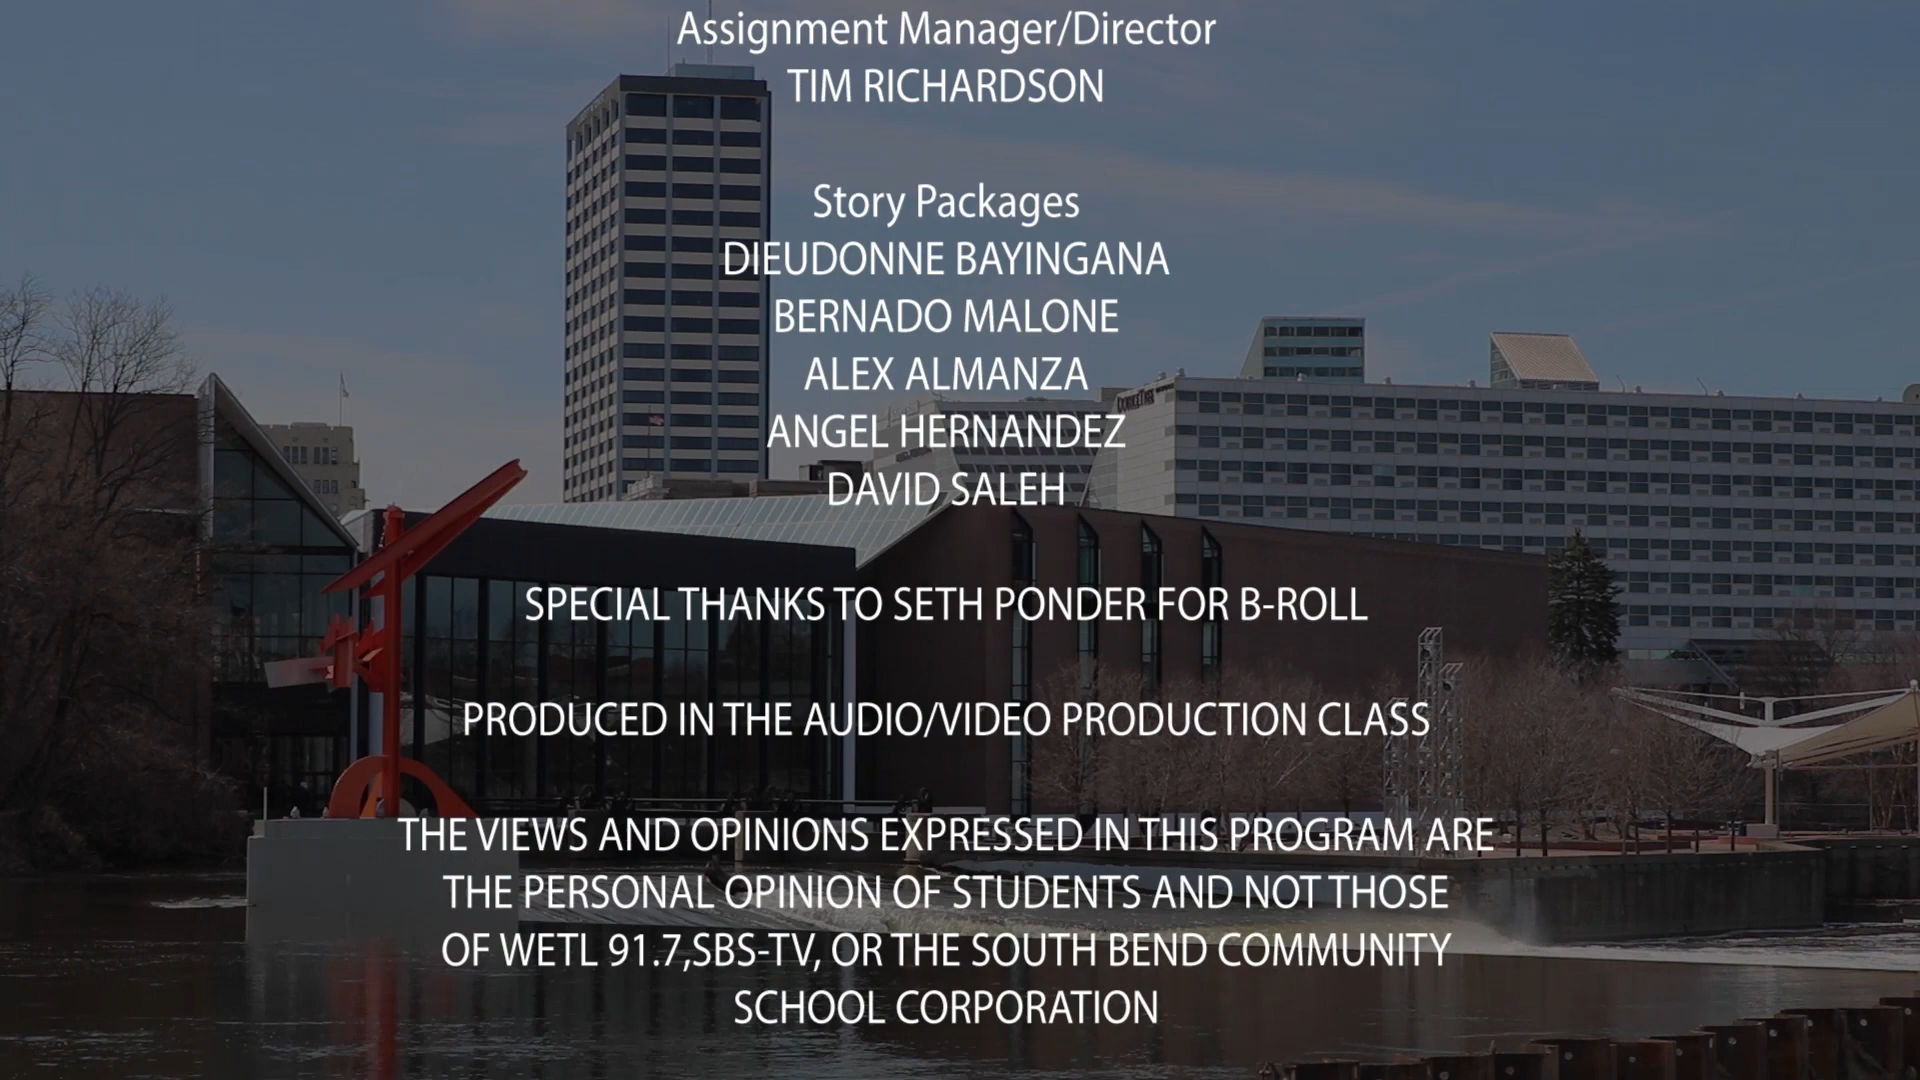 Assignment Manager/Director
TIM RICHARDSON
Story Packages
DIEUDONNE BAYINGANA
BERNADO MALONE
ALEX ALMANZA
ANGEL HERNANDEZ
DAVID SALEH
SPECIAL THANKS TO SETH PONDER FOR B-ROLL
PRODUCED IN THE AUDIO/VIDEO PRODUCTION CLASS
THE VIEWS AND OPINIONS EXPRESSED IN THIS PROGRAM ARE
THE PERSONAL OPINION OF STUDENTS AND NOT THOSE
OF WETL 91.7,SBS-TV, OR THE SOUTH BEND COMMUNITY
SCHOOL CORPORATION